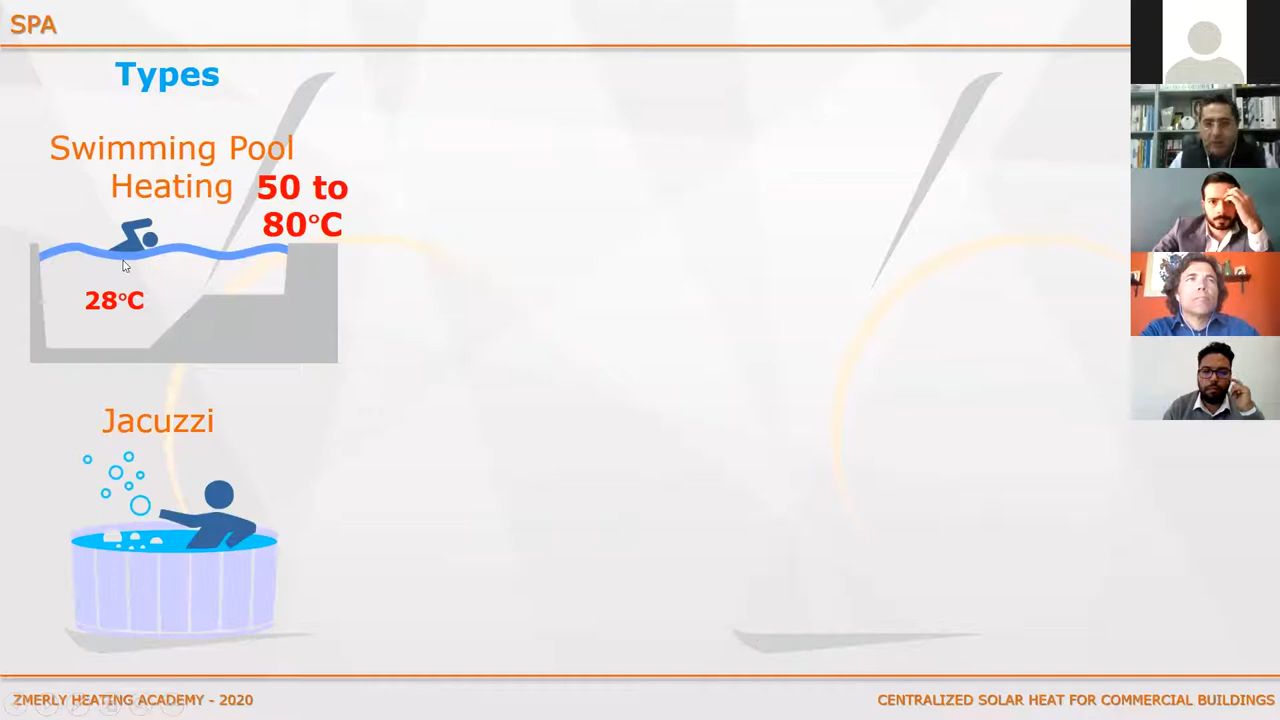 SPA
Types
Swimming Pool
Heating
50 to
80°C
28°C
Jacuzzi
ZMERLY HEATING ACADEMY - 2020
CENTRALIZED SOLAR HEAT FOR COMMERCIAL BUILDINGS